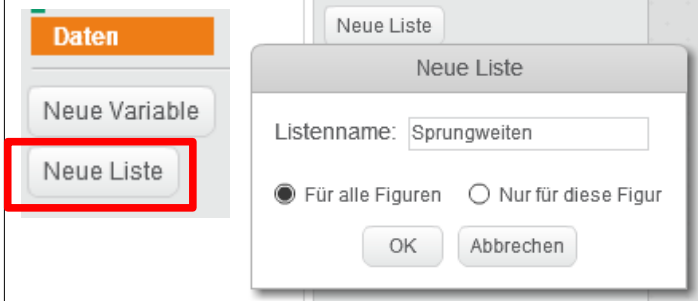 Daten
Neue Variable
Neue Liste
Neue Liste
Neue Liste
Listenname: Sprungweiten
Für alle Figuren Nur für diese Figur
OK Abbrechen